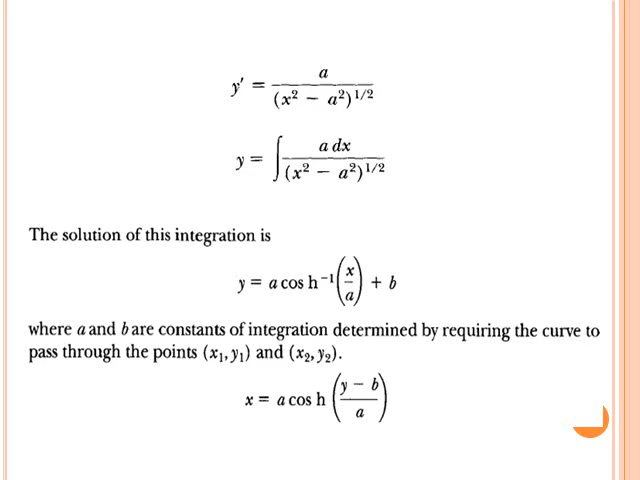 y' = a / (x² − a²)^1/2
y = ∫ a dx / (x² − a²)^1/2
The solution of this integration is
y = a cos h⁻¹(x/a) + b
where a and b are constants of integration determined by requiring the curve to
pass through the points (x₁, y₁) and (x₂, y₂).
x = a cos h ((y − b)/a)